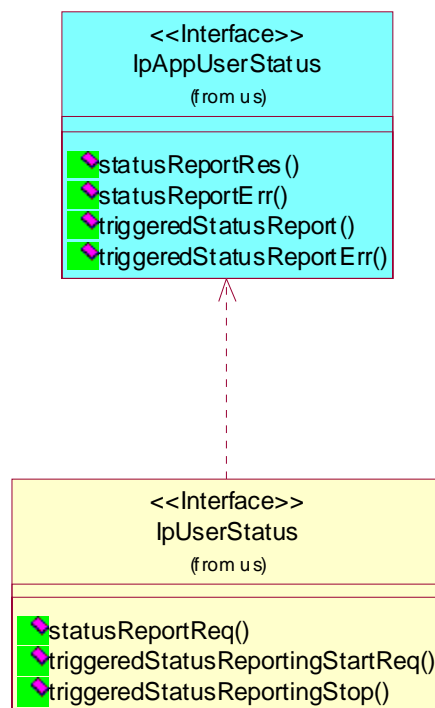 <<Interface>>
IpAppUserStatus
(from us)
statusReportRes()
statusReportErr()
triggeredStatusReport()
triggeredStatusReportErr()
<<Interface>>
IpUserStatus
(from us)
statusReportReq()
triggeredStatusReportingStartReq()
triggeredStatusReportingStop()